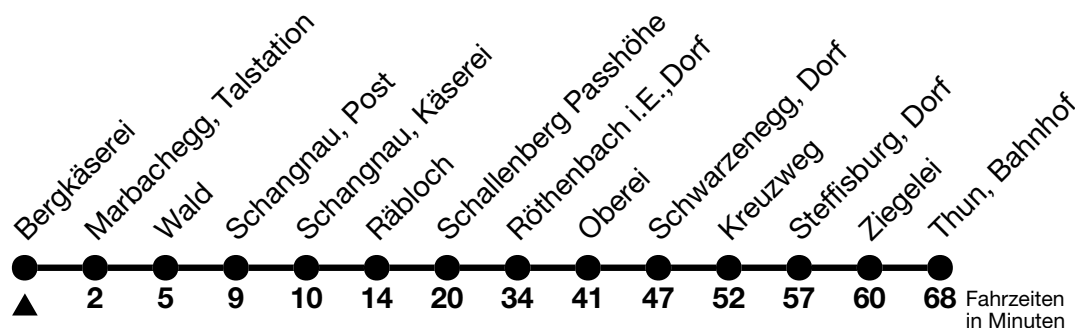 Bergkäserei
Marbachegg, Talstation
Wald
Schangnau, Post
Schangnau, Käserei
Räbloch
Schallenberg Passhöhe
Röthenbach i.E.,Dorf
Oberei
Schwarzenegg, Dorf
Kreuzweg
Steffisburg, Dorf
Ziegelei
Thun, Bahnhof
2 5 9 10 14 20 34 41 47 52 57 60 68 Fahrzeiten
in Minuten